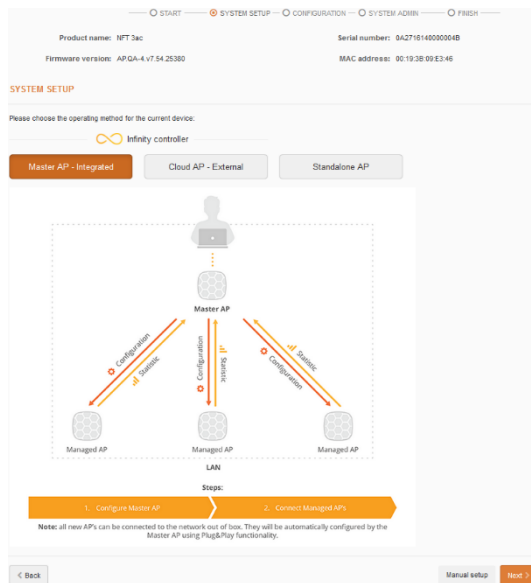 START SYSTEM SETUP CONFIGURATION SYSTEM ADMIN FINISH
Product name: NFT 3ac Serial number: 0A2716140000004B
Firmware version: AP.QA-4.v7.54.25380 MAC address: 00:19:3B:09:E3:46
SYSTEM SETUP
Please choose the operating method for the current device:
Infinity controller
Master AP - Integrated Cloud AP - External Standalone AP
Master AP
Configuration
Statistic
Configuration
Statistic
Statistic
Configuration
Managed AP Managed AP Managed AP
LAN
Steps:
1. Configure Master AP 2. Connect Managed APs
Note: all new AP's can be connected to the network out of box. They will be automatically configured by the
Master AP using Plug&Play functionality.
< Back Manual setup Next >